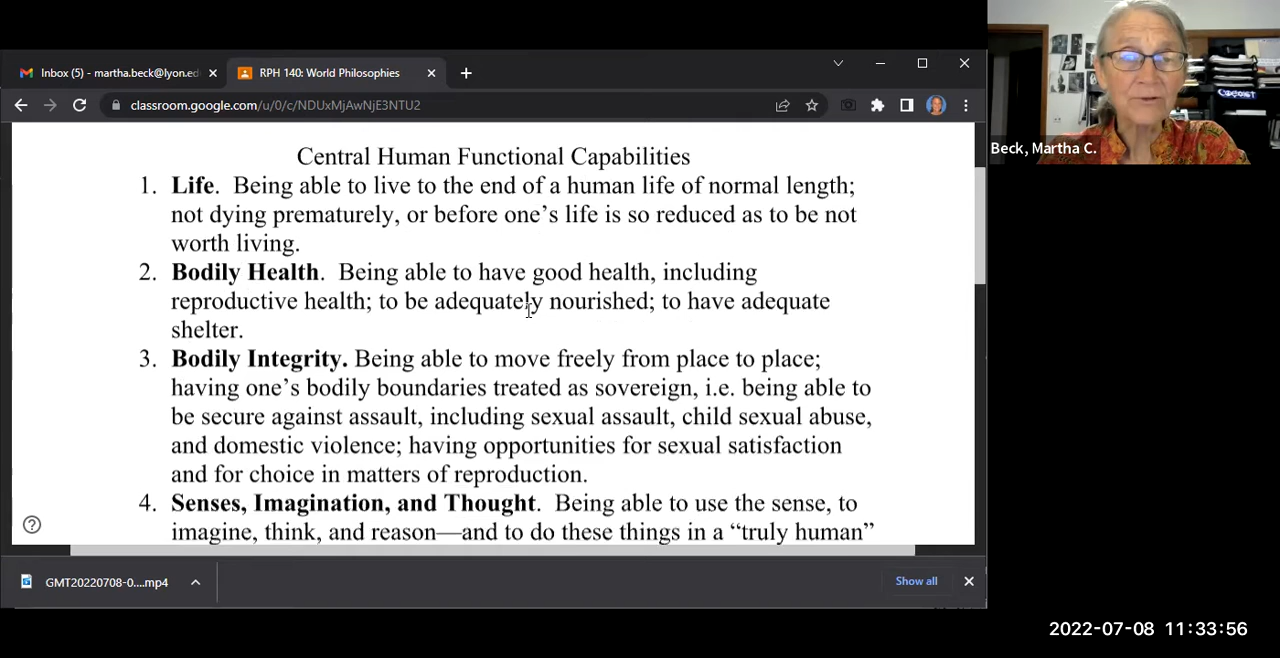 Inbox (5) - martha.beck@lyon.ed
RPH 140: World Philosophies
classroom.google.com/u/0/c/NDUxMjAwNjE3NTU2
Central Human Functional Capabilities
1. Life. Being able to live to the end of a human life of normal length;
not dying prematurely, or before one’s life is so reduced as to be not
worth living.
2. Bodily Health. Being able to have good health, including
reproductive health; to be adequately nourished; to have adequate
shelter.
3. Bodily Integrity. Being able to move freely from place to place;
having one’s bodily boundaries treated as sovereign, i.e. being able to
be secure against assault, including sexual assault, child sexual abuse,
and domestic violence; having opportunities for sexual satisfaction
and for choice in matters of reproduction.
4. Senses, Imagination, and Thought. Being able to use the sense, to
imagine, think, and reason—and to do these things in a “truly human”
GMT20220708-0....mp4
Show all
COEXIST
Beck, Martha C.
2022-07-08 11:33:56